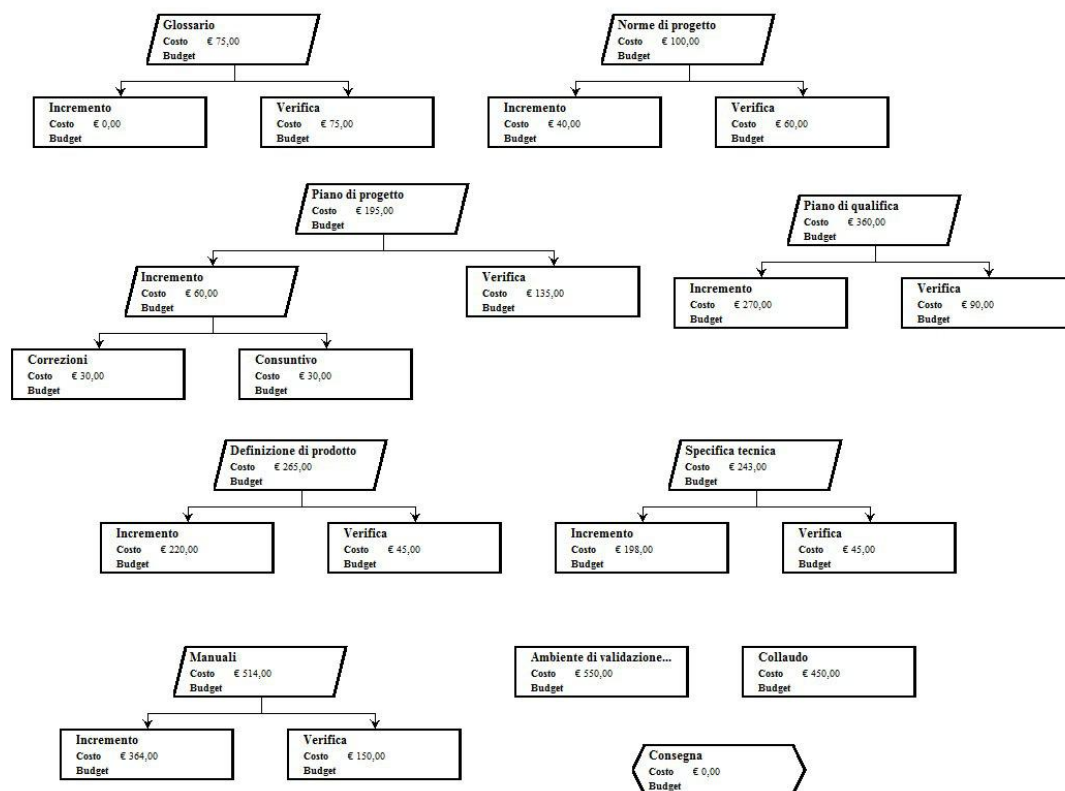 Glossario
Costo € 75,00
Budget
Norme di progetto
Costo € 100,00
Budget
Incremento
Costo € 0,00
Budget
Verifica
Costo € 75,00
Budget
Incremento
Costo € 40,00
Budget
Verifica
Costo € 60,00
Budget
Piano di progetto
Costo € 195,00
Budget
Piano di qualifica
Costo € 360,00
Budget
Incremento
Costo € 60,00
Budget
Verifica
Costo € 135,00
Budget
Incremento
Costo € 270,00
Budget
Verifica
Costo € 90,00
Budget
Correzioni
Costo € 30,00
Budget
Consuntivo
Costo € 30,00
Budget
Definizione di prodotto
Costo € 265,00
Budget
Specifica tecnica
Costo € 243,00
Budget
Incremento
Costo € 220,00
Budget
Verifica
Costo € 45,00
Budget
Incremento
Costo € 198,00
Budget
Verifica
Costo € 45,00
Budget
Manuali
Costo € 514,00
Budget
Ambiente di validazione...
Costo € 550,00
Budget
Collaudo
Costo € 450,00
Budget
Incremento
Costo € 364,00
Budget
Verifica
Costo € 150,00
Budget
Consegna
Costo € 0,00
Budget